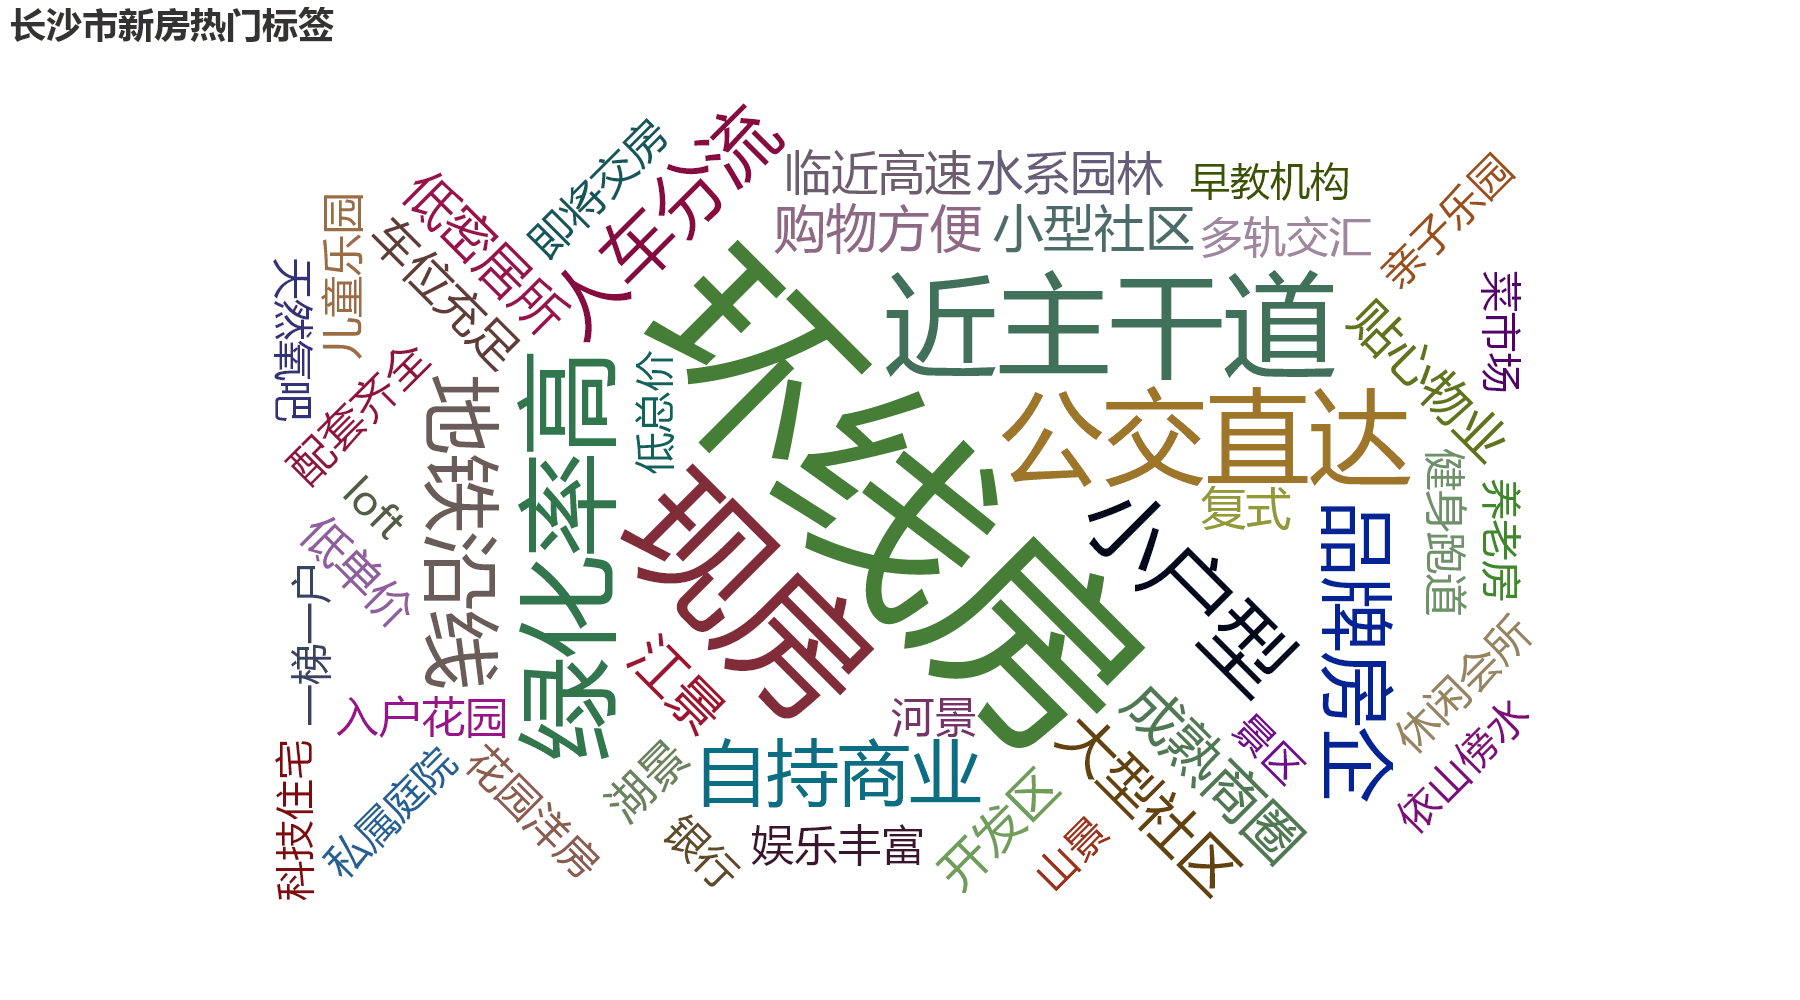 长沙市新房热门标签
人车分流
即将交房
低密居所
车位充足
儿童乐园
天然氧吧
配套齐全
临近高速
水系园林
早教机构
亲子乐园
购物方便
小型社区
多轨交汇
菜市场
近主干道
贴心物业
环线房
公交直达
低总价
绿化率高
地铁沿线
loft
低单价
现房
小户型
复式
品牌房企
健身跑道
养老房
一梯一户
江景
入户花园
河景
成熟商圈
景区
休闲会所
依山傍水
科技住宅
私属庭院
花园洋房
湖景
自持商业
大型社区
银行
娱乐丰富
开发区
山景